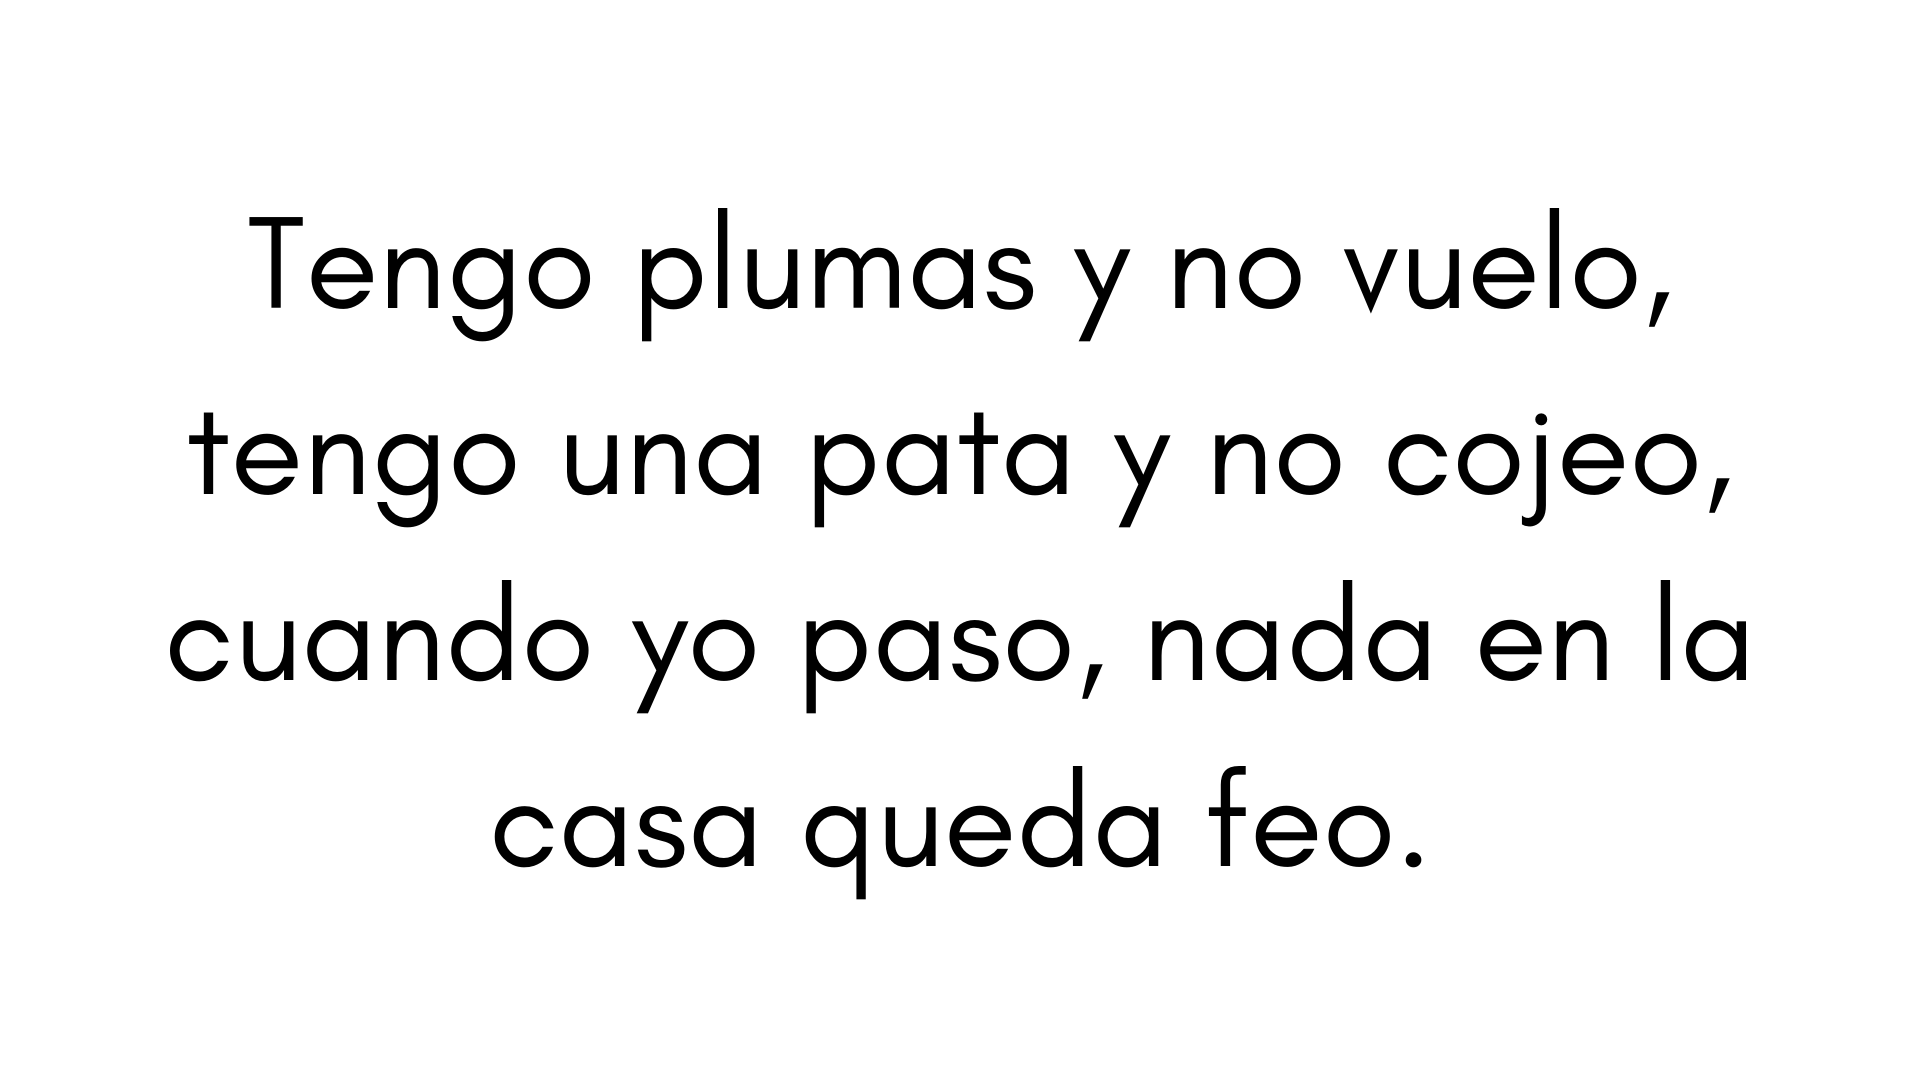 Tengo plumas y no vuelo,
tengo una pata y no cojeo,
cuando yo paso, nada en la
casa queda feo.